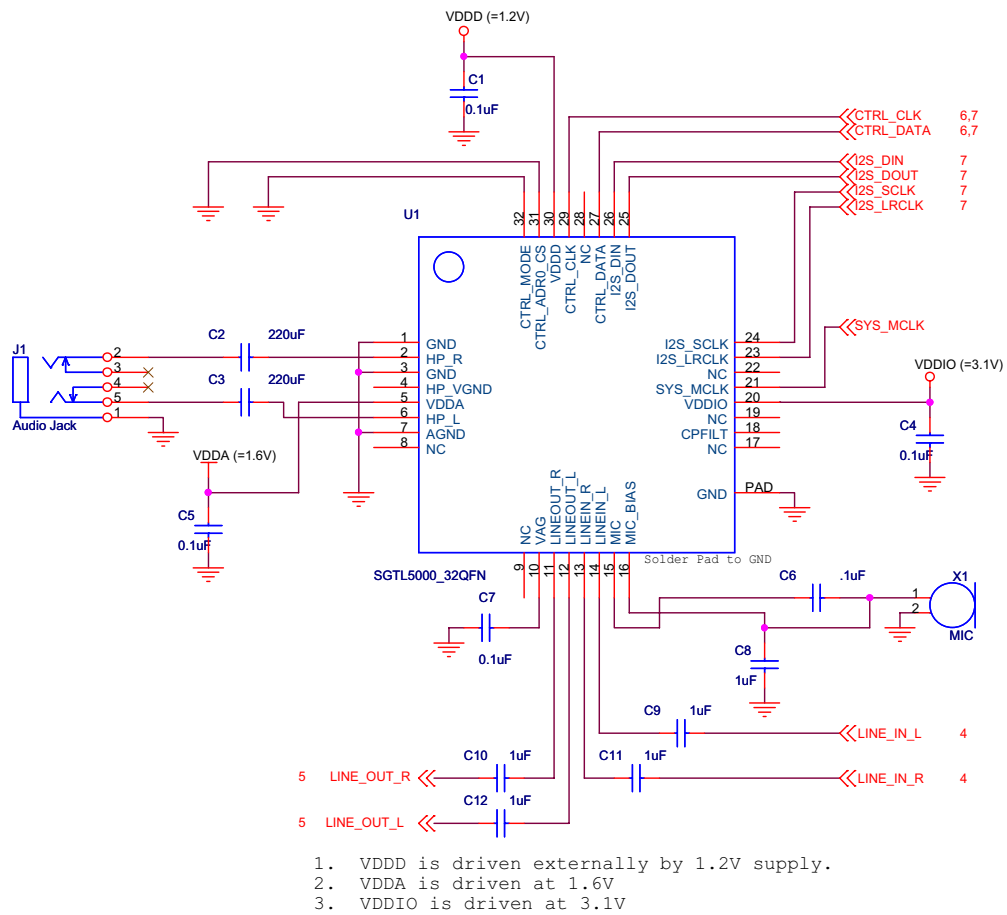 VDDD (=1.2V)
C1
0.1uF
CTRL_CLK 6,7
CTRL_DATA 6,7
I2S_DIN 7
I2S_DOUT 7
I2S_SCLK 7
I2S_LRCLK 7
U1
32 31 30 29 28 27 26 25
CTRL_MODE
CTRL_ADR0_CS
VDDD
CTRL_CLK
NC
CTRL_DATA
I2S_DIN
I2S_DOUT
SYS_MCLK
VDDIO (=3.1V)
C4
0.1uF
J1
2
3
4
5
1
Audio Jack
C2 220uF
C3 220uF
1 GND
2 HP_R
3 GND
4 HP_VGND
5 VDDA
6 HP_L
7 AGND
8 NC
I2S_SCLK 24
I2S_LRCLK 23
NC 22
SYS_MCLK 21
VDDIO 20
NC 19
CPFILT 18
NC 17
GND PAD
VDDA (=1.6V)
C5
0.1uF
NC
VAG
LINEOUT_R
LINEOUT_L
LINEIN_R
LINEIN_L
MIC
MIC_BIAS
9 10 11 12 13 14 15 16
Solder Pad to GND
SGTL5000_32QFN
C6 .1uF
X1
1
2
MIC
C7
0.1uF
C8
1uF
C9 1uF
LINE_IN_L 4
C10 1uF
C11 1uF
5 LINE_OUT_R
LINE_IN_R 4
C12 1uF
5 LINE_OUT_L
1. VDDD is driven externally by 1.2V supply.
2. VDDA is driven at 1.6V
3. VDDIO is driven at 3.1V